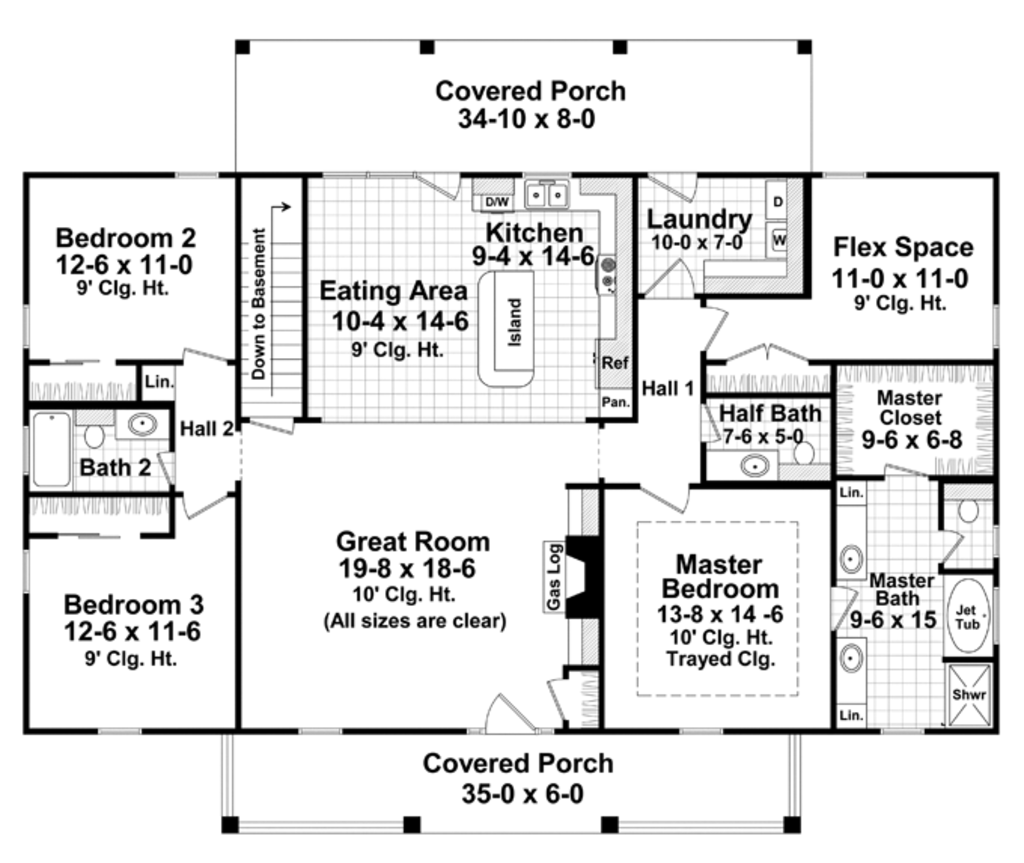 Covered Porch
34-10 x 8-0
Bedroom 2
12-6 x 11-0
9' Clg. Ht.
Down to Basement
D/W
Kitchen
9-4 x 14-6
Eating Area
10-4 x 14-6
9' Clg. Ht.
Island
Ref
Pan.
Laundry
10-0 x 7-0
D
W
Flex Space
11-0 x 11-0
9' Clg. Ht.
Lin.
Hall 2
Bath 2
Hall 1
Half Bath
7-6 x 5-0
Master
Closet
9-6 x 6-8
Bedroom 3
12-6 x 11-6
9' Clg. Ht.
Great Room
19-8 x 18-6
10' Clg. Ht.
(All sizes are clear)
Gas Log
Master
Bedroom
13-8 x 14 -6
10' Clg. Ht.
Trayed Clg.
Lin.
Master
Bath
9-6 x 15
Jet
Tub
Shwr
Lin.
Covered Porch
35-0 x 6-0